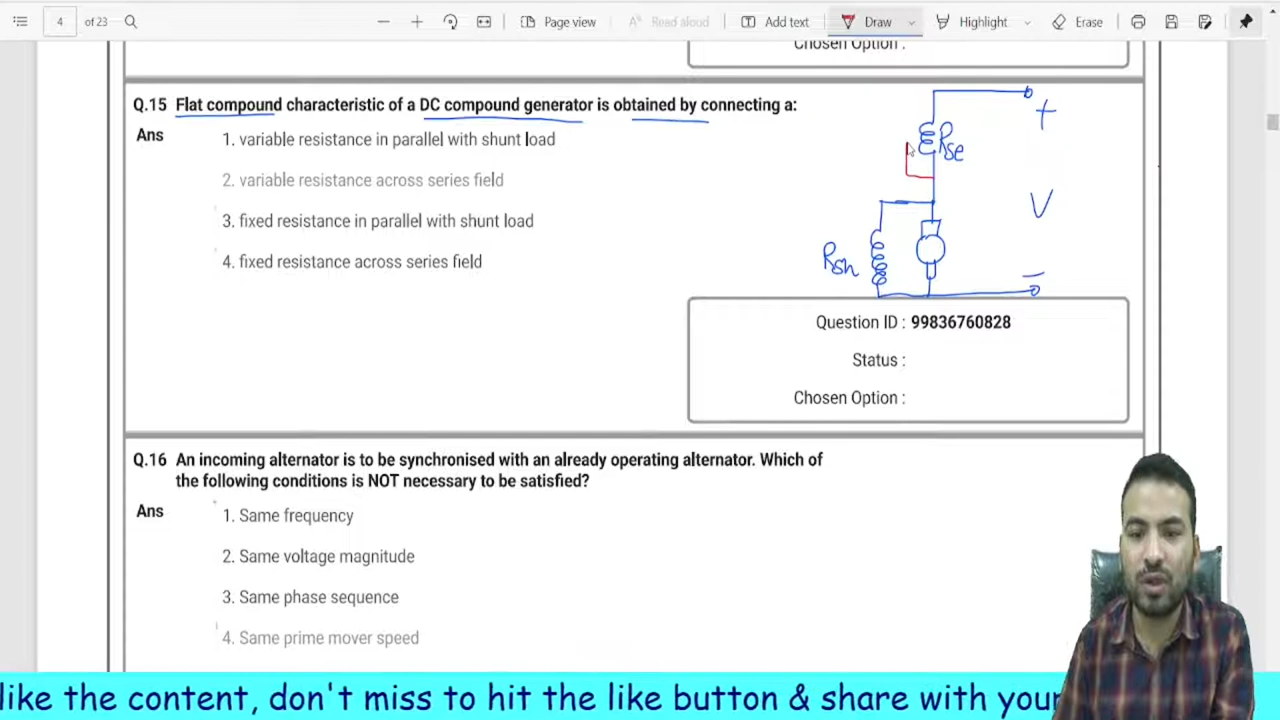 4 of 23 Page view Read aloud Add text Draw Highlight Erase
Chosen Option :
Q.15 Flat compound characteristic of a DC compound generator is obtained by connecting a:
Ans 1. variable resistance in parallel with shunt load
2. variable resistance across series field
3. fixed resistance in parallel with shunt load
4. fixed resistance across series field
+
Rse
V
Rsh
−
Question ID : 99836760828
Status :
Chosen Option :
Q.16 An incoming alternator is to be synchronised with an already operating alternator. Which of
the following conditions is NOT necessary to be satisfied?
Ans 1. Same frequency
2. Same voltage magnitude
3. Same phase sequence
4. Same prime mover speed
like the content, don't miss to hit the like button & share with your